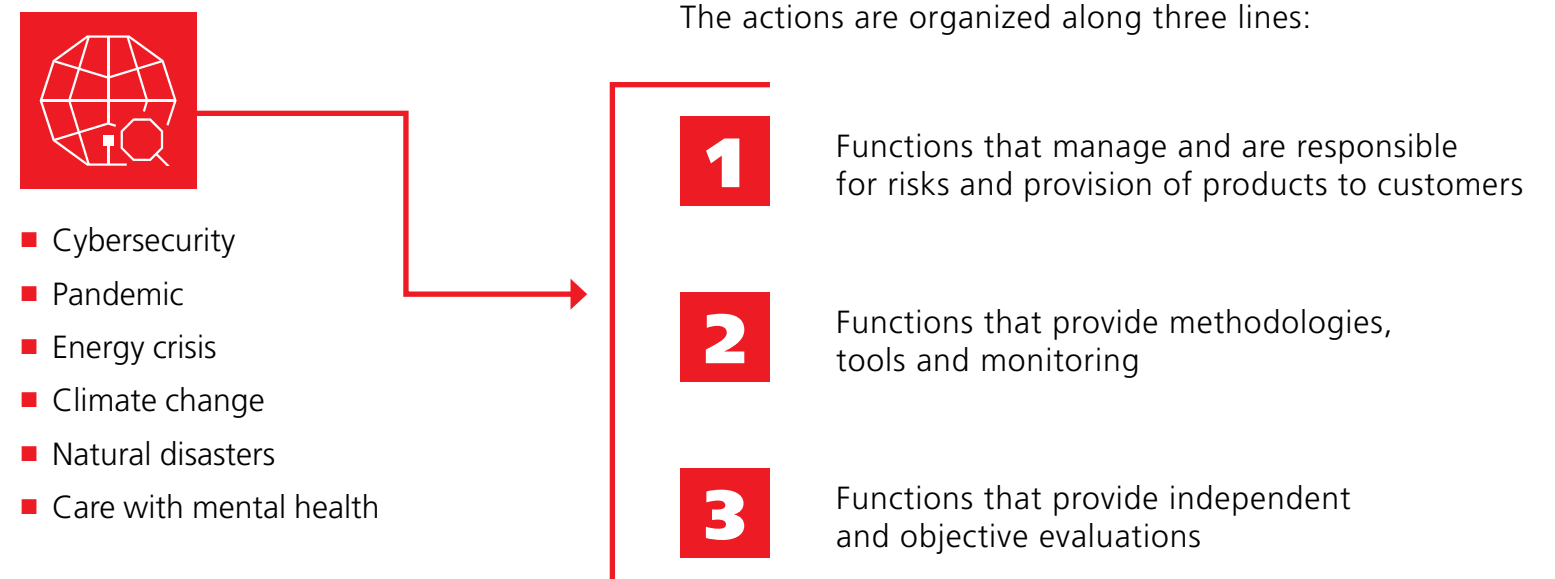 The actions are organized along three lines:
■ Cybersecurity
■ Pandemic
■ Energy crisis
■ Climate change
■ Natural disasters
■ Care with mental health
1
Functions that manage and are responsible
for risks and provision of products to customers
2
Functions that provide methodologies,
tools and monitoring
3
Functions that provide independent
and objective evaluations